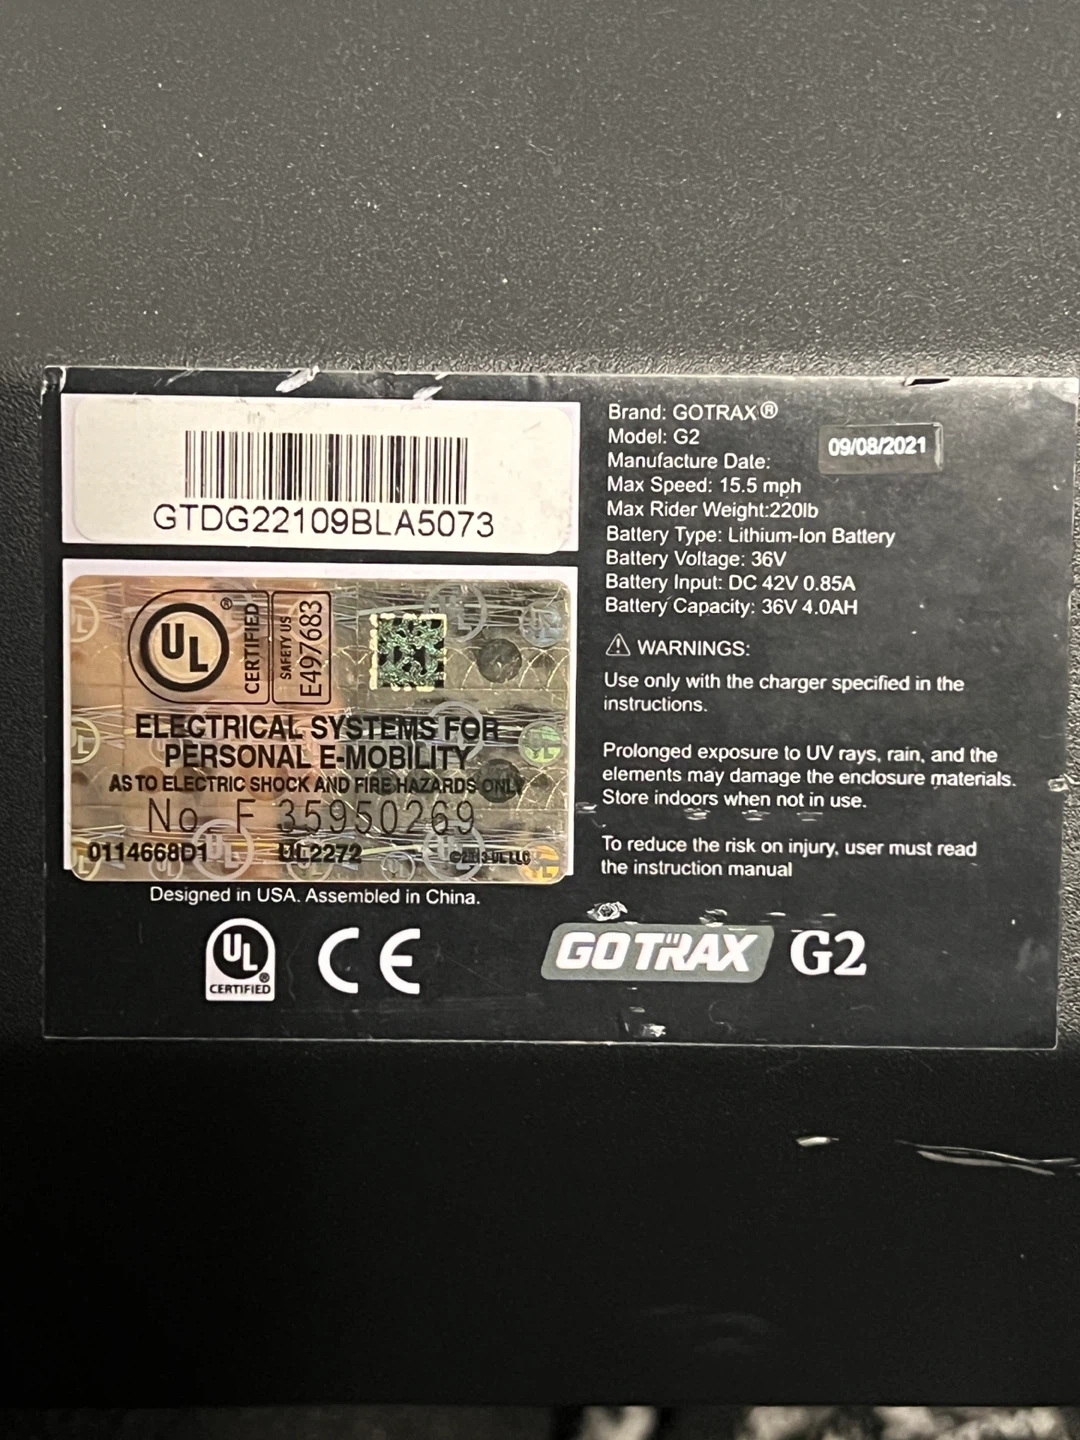 GTDG22109BLA5073
UL ® CERTIFIED SAFETY US E497683
ELECTRICAL SYSTEMS FOR
PERSONAL E-MOBILITY
AS TO ELECTRIC SHOCK AND FIRE HAZARDS ONLY
No. F 35950269
0114668D1 UL2272 ©2013 UL LLC
Designed in USA. Assembled in China.
UL ®
CERTIFIED
CE
Brand: GOTRAX®
Model: G2
Manufacture Date: 09/08/2021
Max Speed: 15.5 mph
Max Rider Weight:220lb
Battery Type: Lithium-Ion Battery
Battery Voltage: 36V
Battery Input: DC 42V 0.85A
Battery Capacity: 36V 4.0AH
WARNINGS:
Use only with the charger specified in the
instructions.
Prolonged exposure to UV rays, rain, and the
elements may damage the enclosure materials.
Store indoors when not in use.
To reduce the risk on injury, user must read
the instruction manual
GOTRAX G2